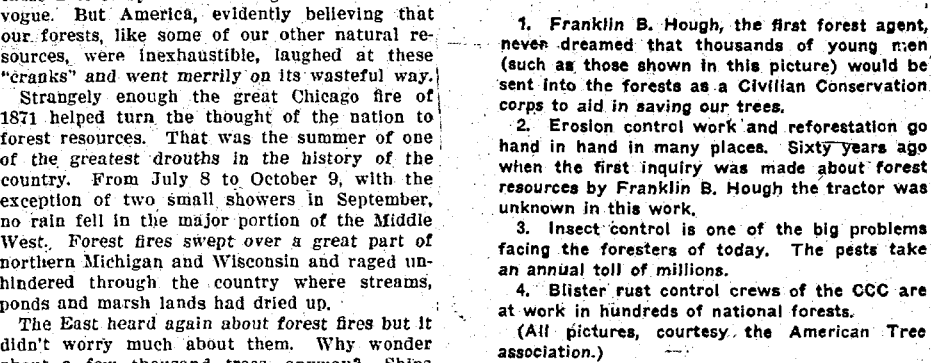 vogue. But America, evidently believing that
our forests, like some of our other natural re-
sources, were inexhaustible, laughed at these
"cranks" and went merrily on its wasteful way.
Strangely enough the great Chicago fire of
1871 helped turn the thought of the nation to
forest resources. That was the summer of one
of the greatest drouths in the history of the
country. From July 8 to October 9, with the
exception of two small showers in September,
no rain fell in the major portion of the Middle
West. Forest fires swept over a great part of
northern Michigan and Wisconsin and raged un-
hindered through the country where streams,
ponds and marsh lands had dried up.
The East heard again about forest fires but it
didn't worry much about them. Why wonder
1. Franklin B. Hough, the first forest agent,
never dreamed that thousands of young men
(such as those shown in this picture) would be
sent into the forests as a Civilian Conservation
corps to aid in saving our trees.
2. Erosion control work and reforestation go
hand in hand in many places. Sixty years ago
when the first inquiry was made about forest
resources by Franklin B. Hough the tractor was
unknown in this work.
3. Insect control is one of the big problems
facing the foresters of today. The pests take
an annual toll of millions.
4. Blister rust control crews of the CCC are
at work in hundreds of national forests.
(All pictures, courtesy the American Tree
association.)